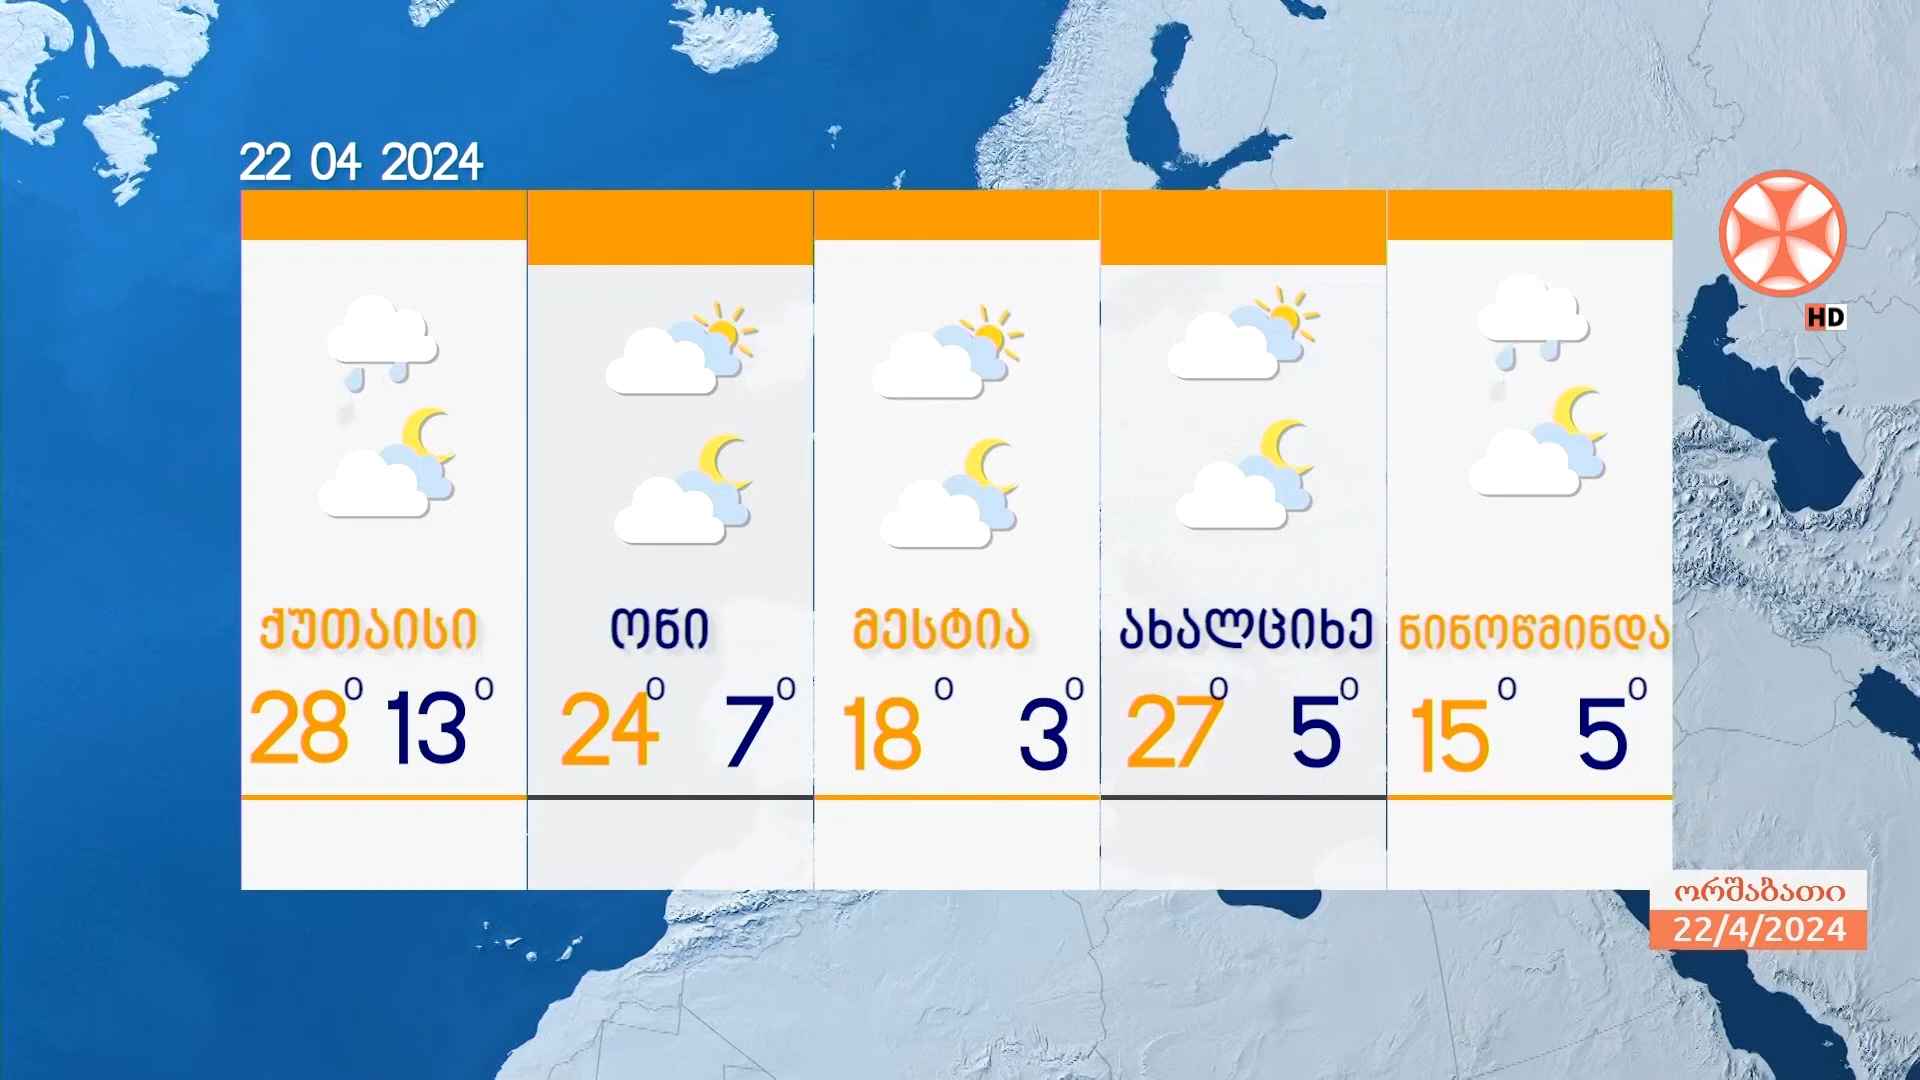 22 04 2024
HD
ქუთაისი
28° 13°
ონი
24° 7°
მესტია
18° 3°
ახალციხე
27° 5°
ნინოწმინდა
15° 5°
ორშაბათი
22/4/2024